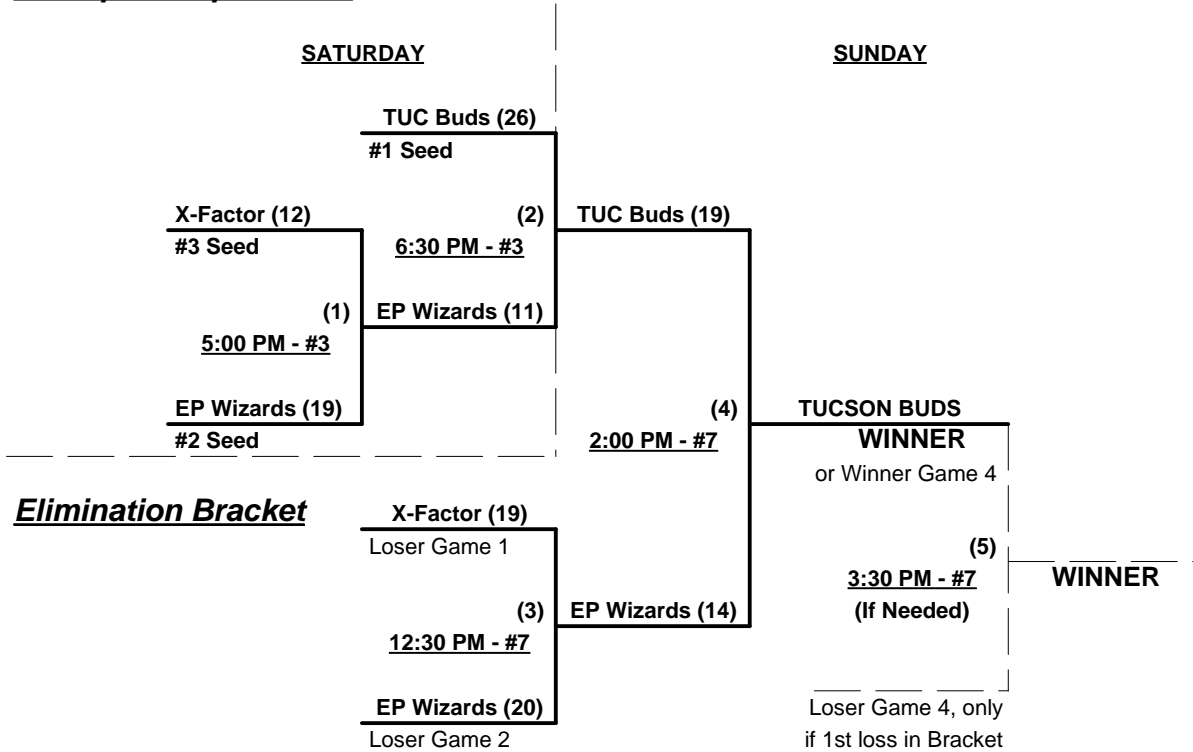 SATURDAY
SUNDAY
TUC Buds (26)
#1 Seed
X-Factor (12)
#3 Seed
(2)
6:30 PM - #3
TUC Buds (19)
(1)
5:00 PM - #3
EP Wizards (11)
EP Wizards (19)
#2 Seed
(4)
2:00 PM - #7
TUCSON BUDS
WINNER
or Winner Game 4
Elimination Bracket
X-Factor (19)
Loser Game 1
(3)
12:30 PM - #7
EP Wizards (14)
(5)
3:30 PM - #7
(If Needed)
WINNER
EP Wizards (20)
Loser Game 2
Loser Game 4, only
if 1st loss in Bracket